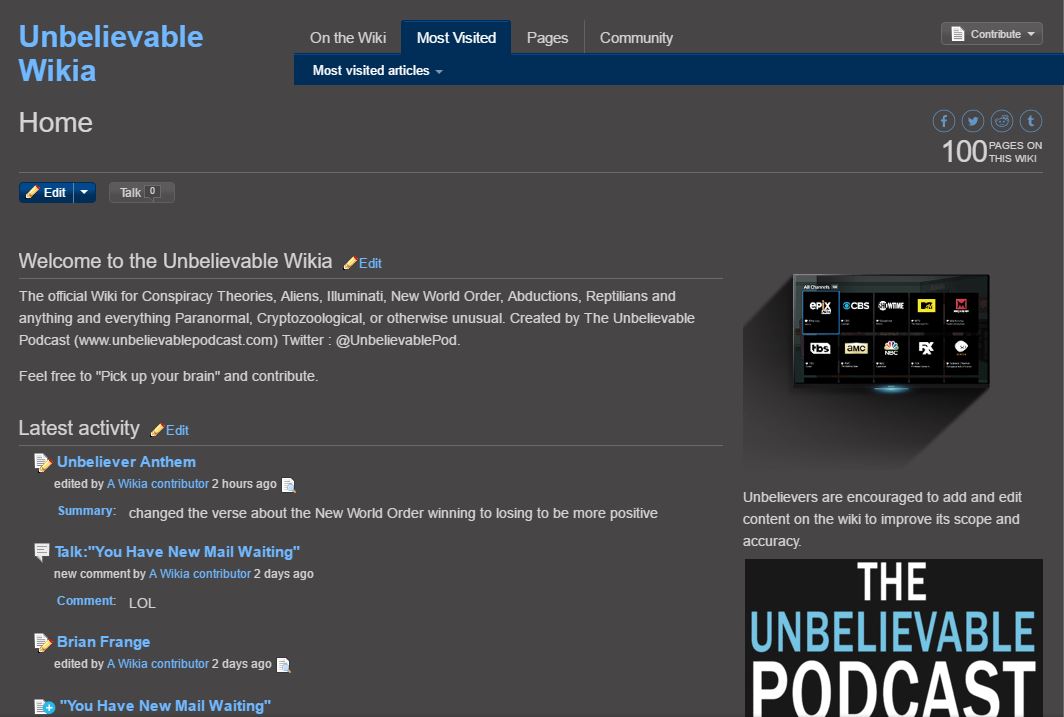 Unbelievable
Wikia
On the Wiki
Most Visited
Pages
Community
Contribute
Most visited articles
Home
100 PAGES ON
THIS WIKI
Edit
Talk 0
Welcome to the Unbelievable Wikia Edit
The official Wiki for Conspiracy Theories, Aliens, Illuminati, New World Order, Abductions, Reptilians and
anything and everything Paranormal, Cryptozoological, or otherwise unusual. Created by The Unbelievable
Podcast (www.unbelievablepodcast.com) Twitter : @UnbelievablePod.
Feel free to "Pick up your brain" and contribute.
Latest activity Edit
Unbeliever Anthem
edited by A Wikia contributor 2 hours ago
Summary: changed the verse about the New World Order winning to losing to be more positive
Talk:"You Have New Mail Waiting"
new comment by A Wikia contributor 2 days ago
Comment: LOL
Brian Frange
edited by A Wikia contributor 2 days ago
"You Have New Mail Waiting"
All Channels
epix CBS SHOWTIME MTV
tbs amc NBC FX
Unbelievers are encouraged to add and edit
content on the wiki to improve its scope and
accuracy.
THE
UNBELIEVABLE
PODCAST